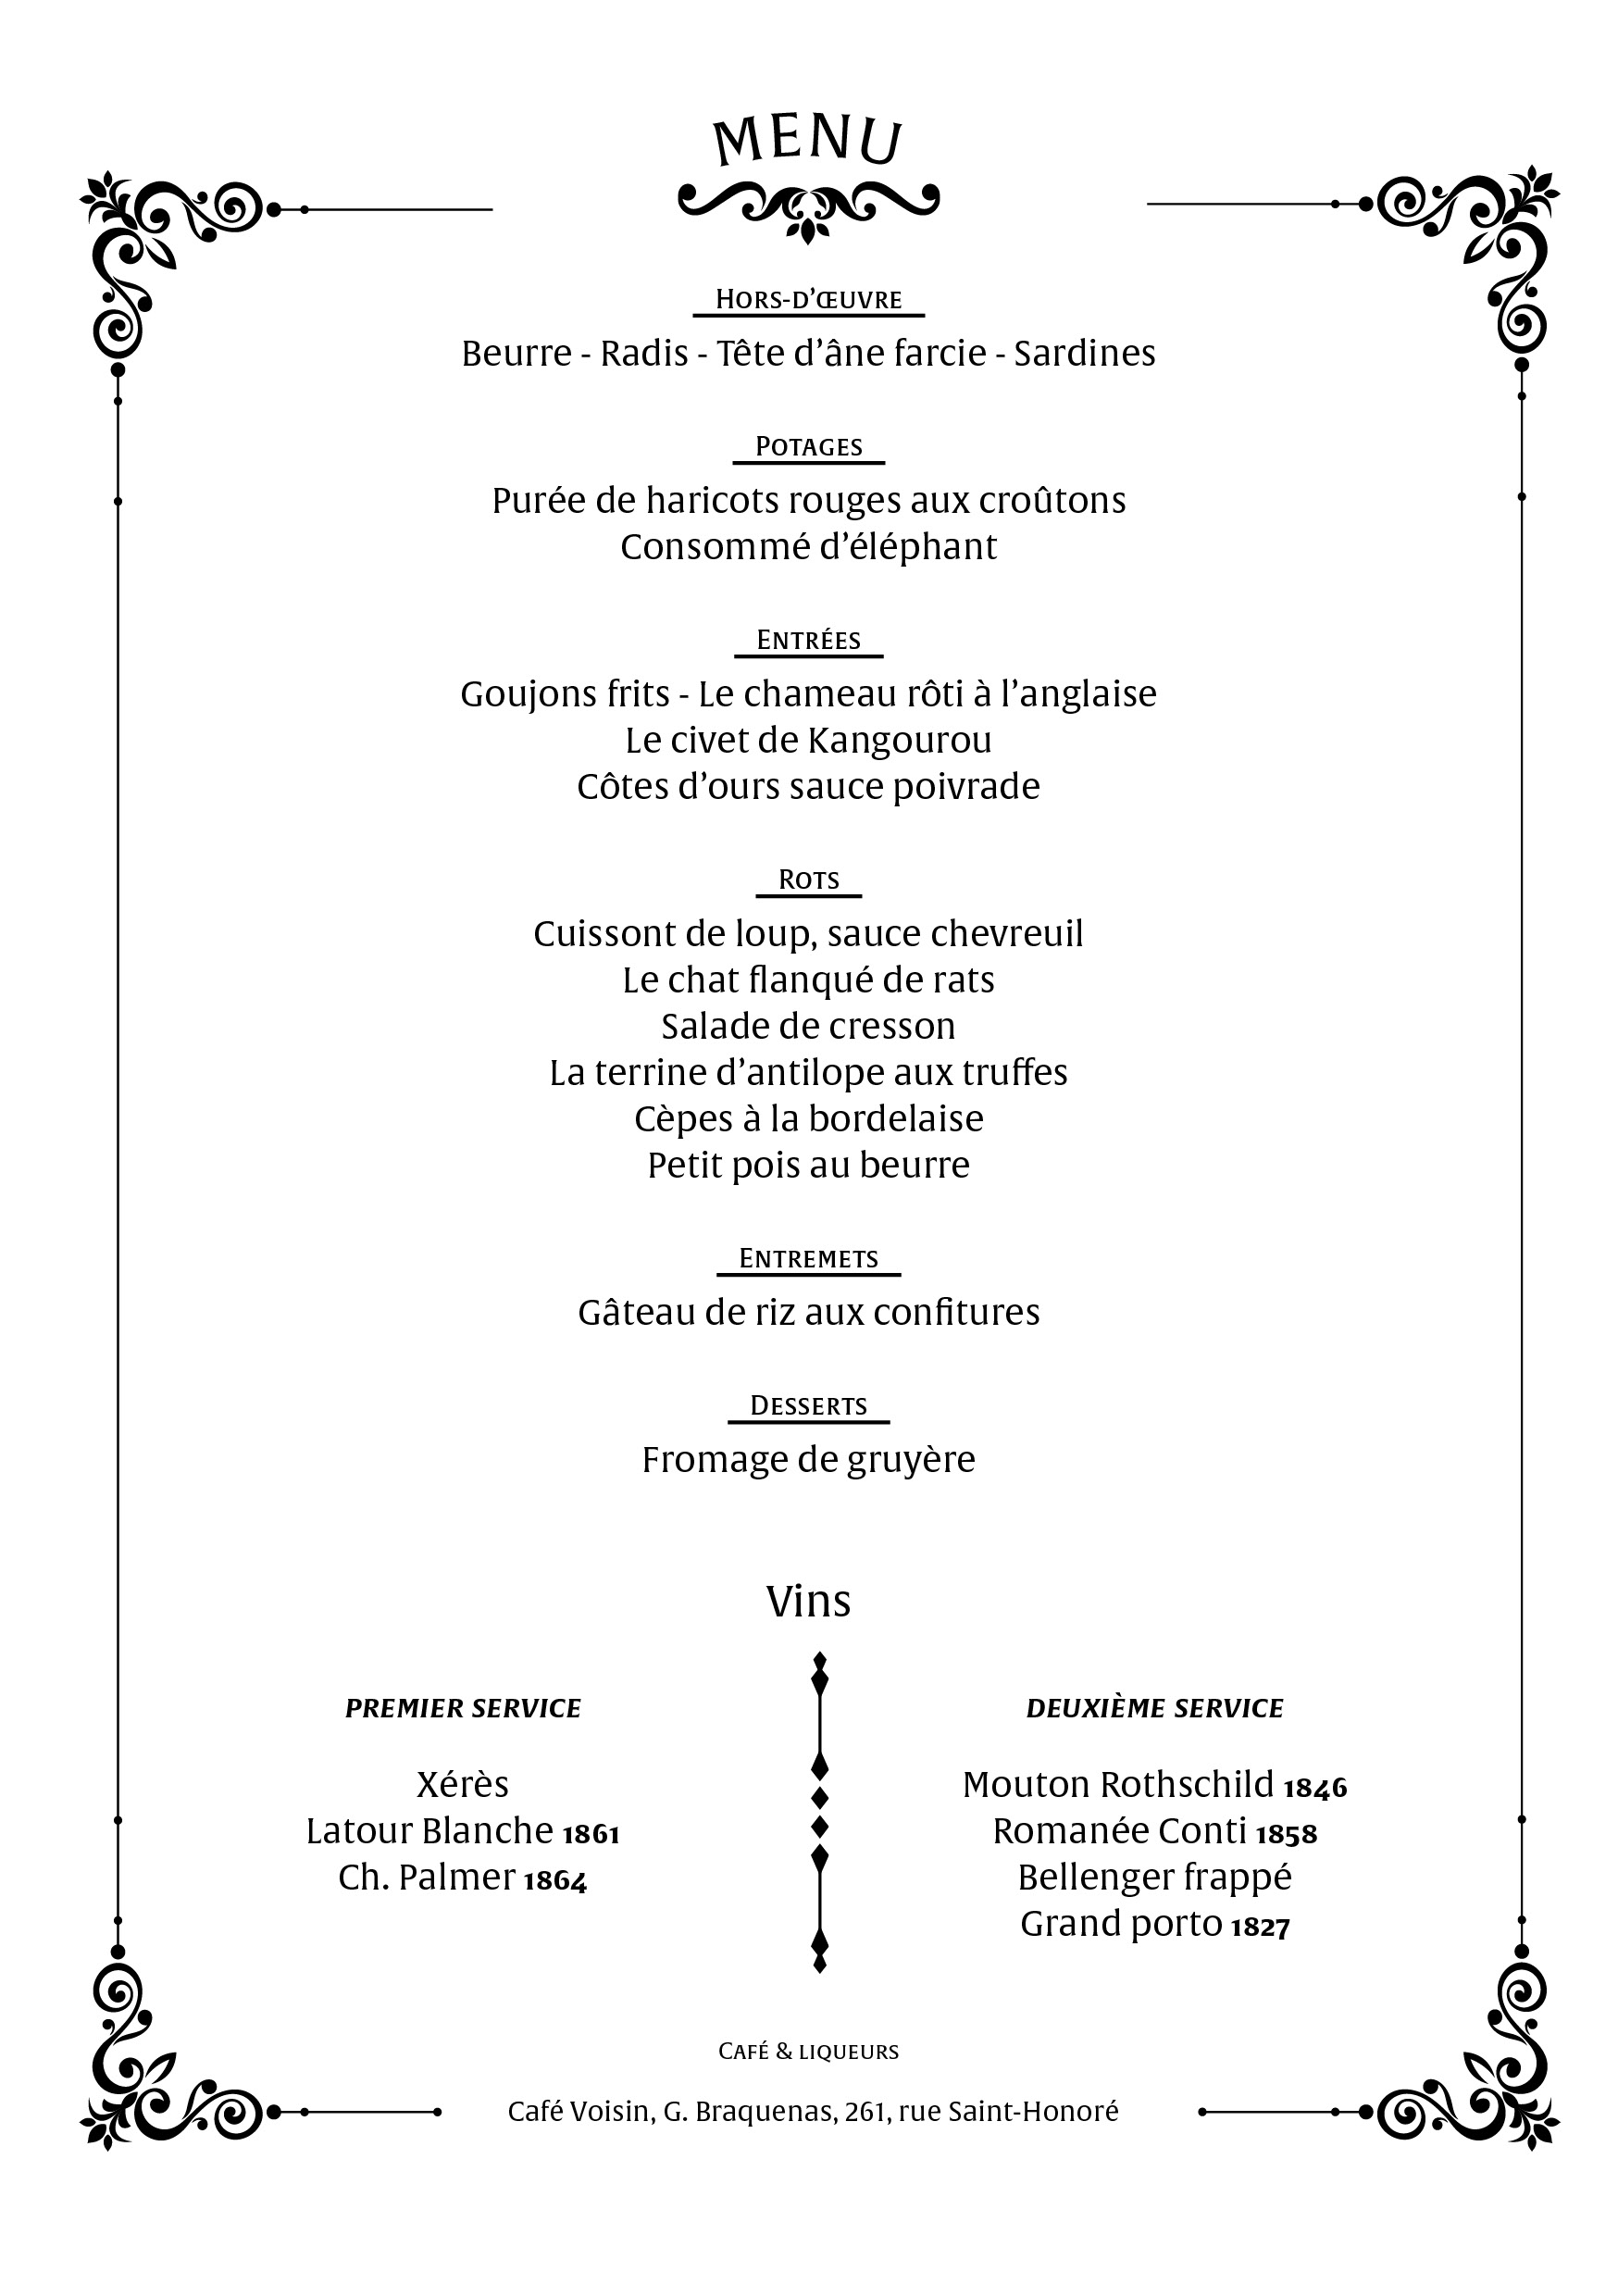 MENU
HORS-D’ŒUVRE
Beurre - Radis - Tête d’âne farcie - Sardines
POTAGES
Purée de haricots rouges aux croûtons
Consommé d’éléphant
ENTRÉES
Goujons frits - Le chameau rôti à l’anglaise
Le civet de Kangourou
Côtes d’ours sauce poivrade
ROTS
Cuissont de loup, sauce chevreuil
Le chat flanqué de rats
Salade de cresson
La terrine d’antilope aux truffes
Cèpes à la bordelaise
Petit pois au beurre
ENTREMETS
Gâteau de riz aux confitures
DESSERTS
Fromage de gruyère
Vins
PREMIER SERVICE
Xérès
Latour Blanche 1861
Ch. Palmer 1864
DEUXIÈME SERVICE
Mouton Rothschild 1846
Romanée Conti 1858
Bellenger frappé
Grand porto 1827
CAFÉ & LIQUEURS
Café Voisin, G. Braquenas, 261, rue Saint-Honoré